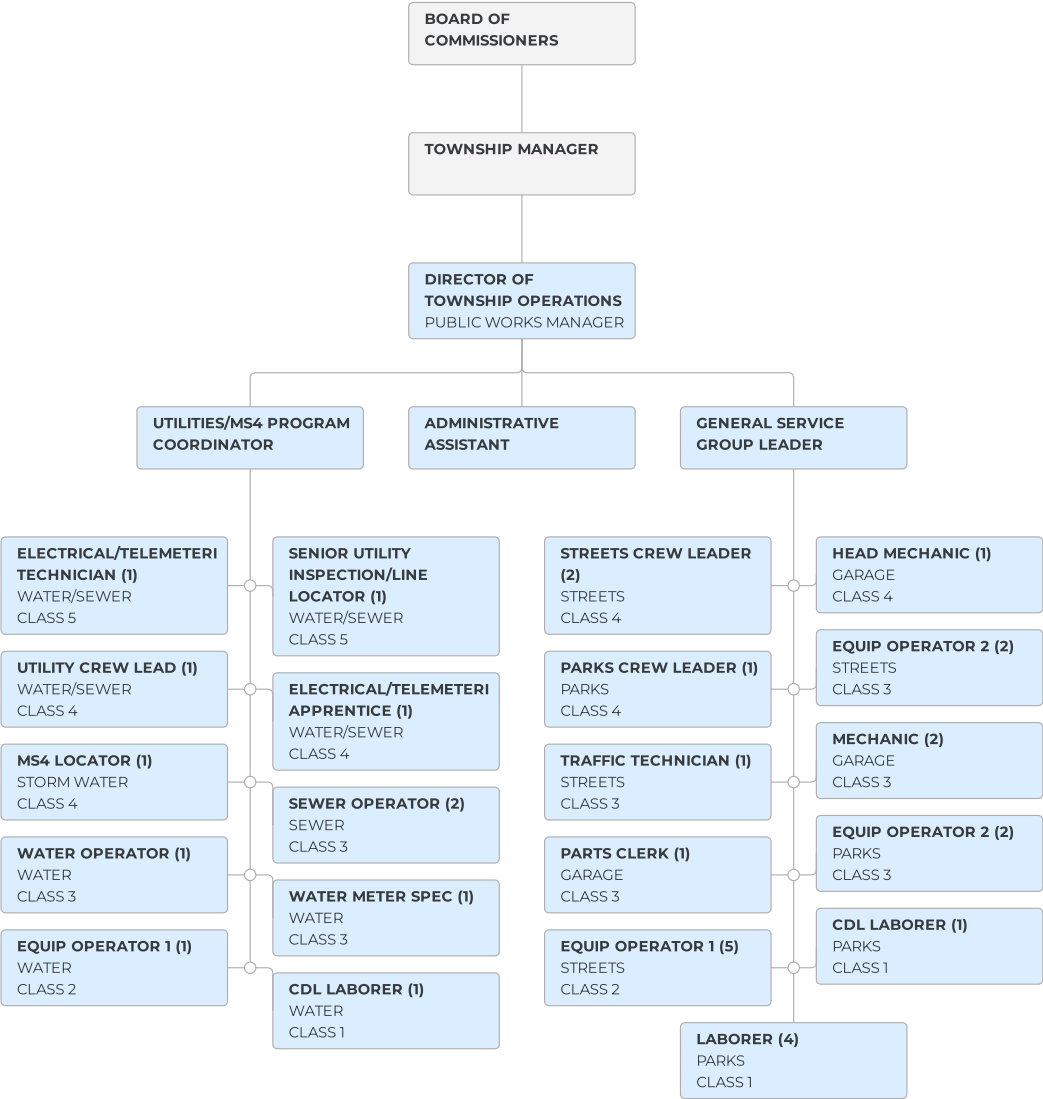 BOARD OF
COMMISSIONERS
TOWNSHIP MANAGER
DIRECTOR OF
TOWNSHIP OPERATIONS
PUBLIC WORKS MANAGER
UTILITIES/MS4 PROGRAM
COORDINATOR
ADMINISTRATIVE
ASSISTANT
GENERAL SERVICE
GROUP LEADER
ELECTRICAL/TELEMETERI
TECHNICIAN (1)
WATER/SEWER
CLASS 5
SENIOR UTILITY
INSPECTION/LINE
LOCATOR (1)
WATER/SEWER
CLASS 5
UTILITY CREW LEAD (1)
WATER/SEWER
CLASS 4
ELECTRICAL/TELEMETERI
APPRENTICE (1)
WATER/SEWER
CLASS 4
MS4 LOCATOR (1)
STORM WATER
CLASS 4
SEWER OPERATOR (2)
SEWER
CLASS 3
WATER OPERATOR (1)
WATER
CLASS 3
WATER METER SPEC (1)
WATER
CLASS 3
EQUIP OPERATOR 1 (1)
WATER
CLASS 2
CDL LABORER (1)
WATER
CLASS 1
STREETS CREW LEADER
(2)
STREETS
CLASS 4
HEAD MECHANIC (1)
GARAGE
CLASS 4
PARKS CREW LEADER (1)
PARKS
CLASS 4
EQUIP OPERATOR 2 (2)
STREETS
CLASS 3
TRAFFIC TECHNICIAN (1)
STREETS
CLASS 3
MECHANIC (2)
GARAGE
CLASS 3
PARTS CLERK (1)
GARAGE
CLASS 3
EQUIP OPERATOR 2 (2)
PARKS
CLASS 3
EQUIP OPERATOR 1 (5)
STREETS
CLASS 2
CDL LABORER (1)
PARKS
CLASS 1
LABORER (4)
PARKS
CLASS 1